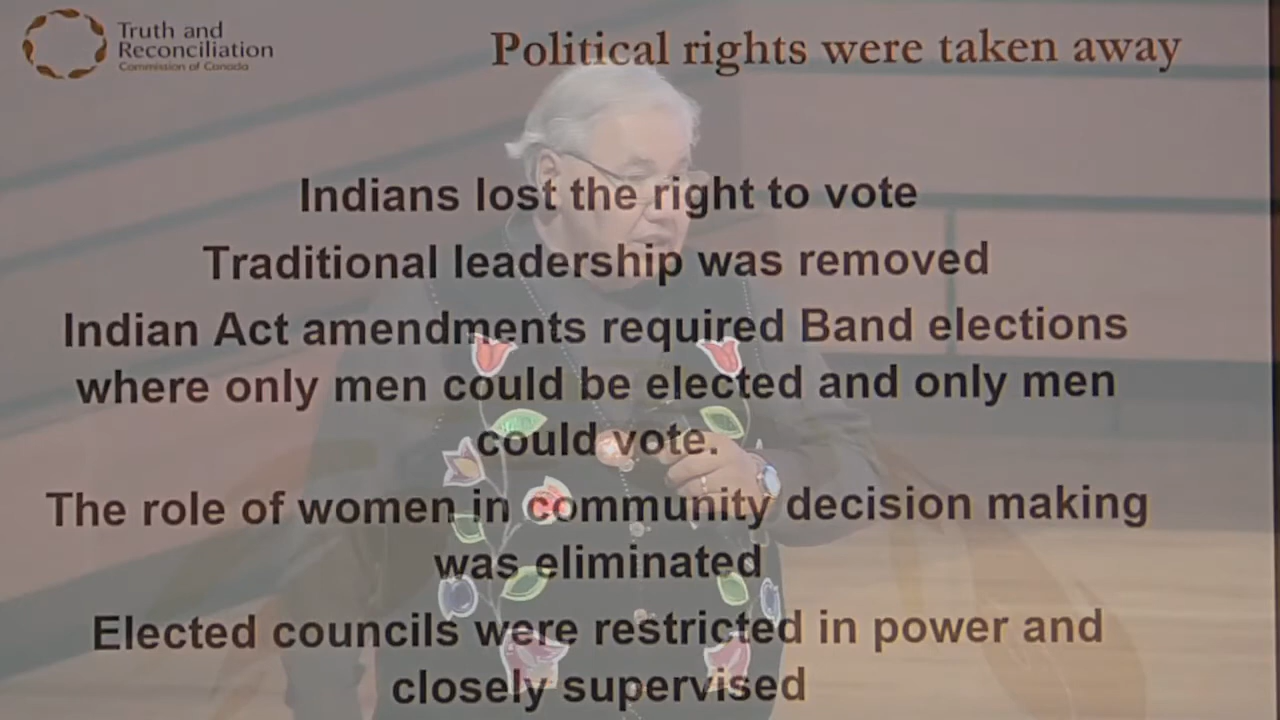 Truth and
Reconciliation
Commission of Canada
Political rights were taken away
Indians lost the right to vote
Traditional leadership was removed
Indian Act amendments required Band elections
where only men could be elected and only men
could vote.
The role of women in community decision making
was eliminated
Elected councils were restricted in power and
closely supervised